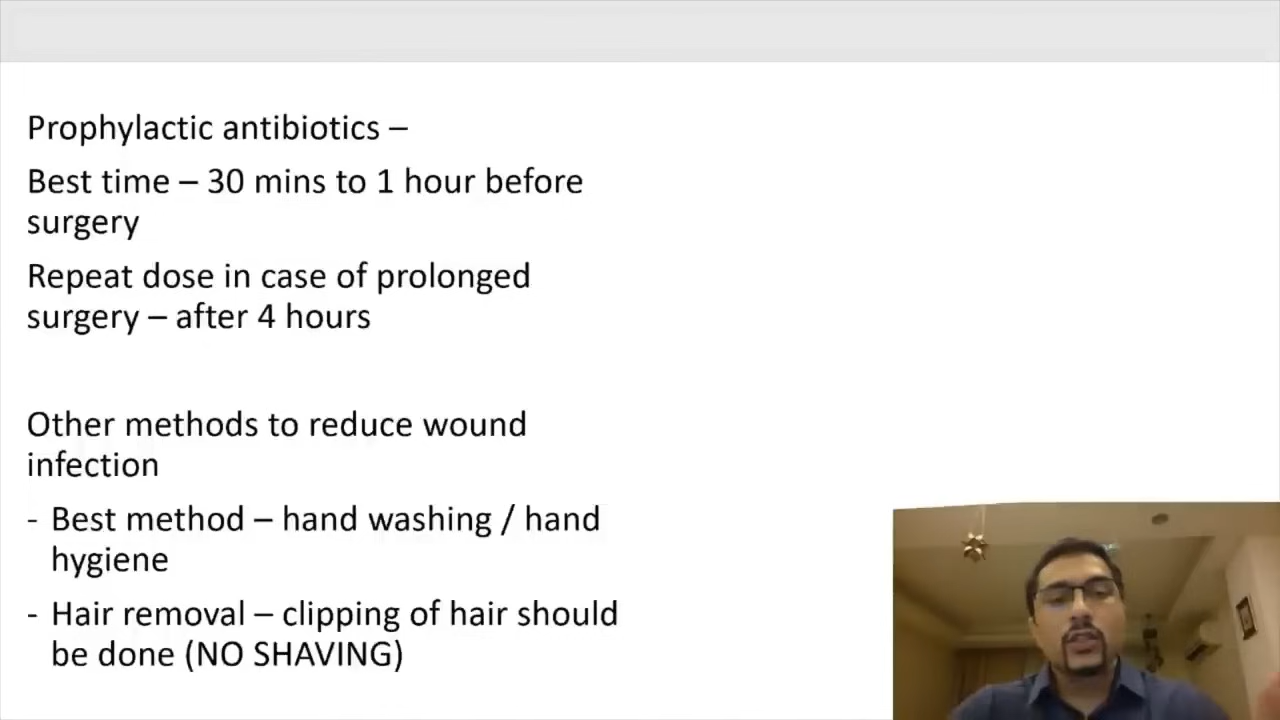 Prophylactic antibiotics –
Best time – 30 mins to 1 hour before
surgery
Repeat dose in case of prolonged
surgery – after 4 hours
Other methods to reduce wound
infection
- Best method – hand washing / hand
hygiene
- Hair removal – clipping of hair should
be done (NO SHAVING)